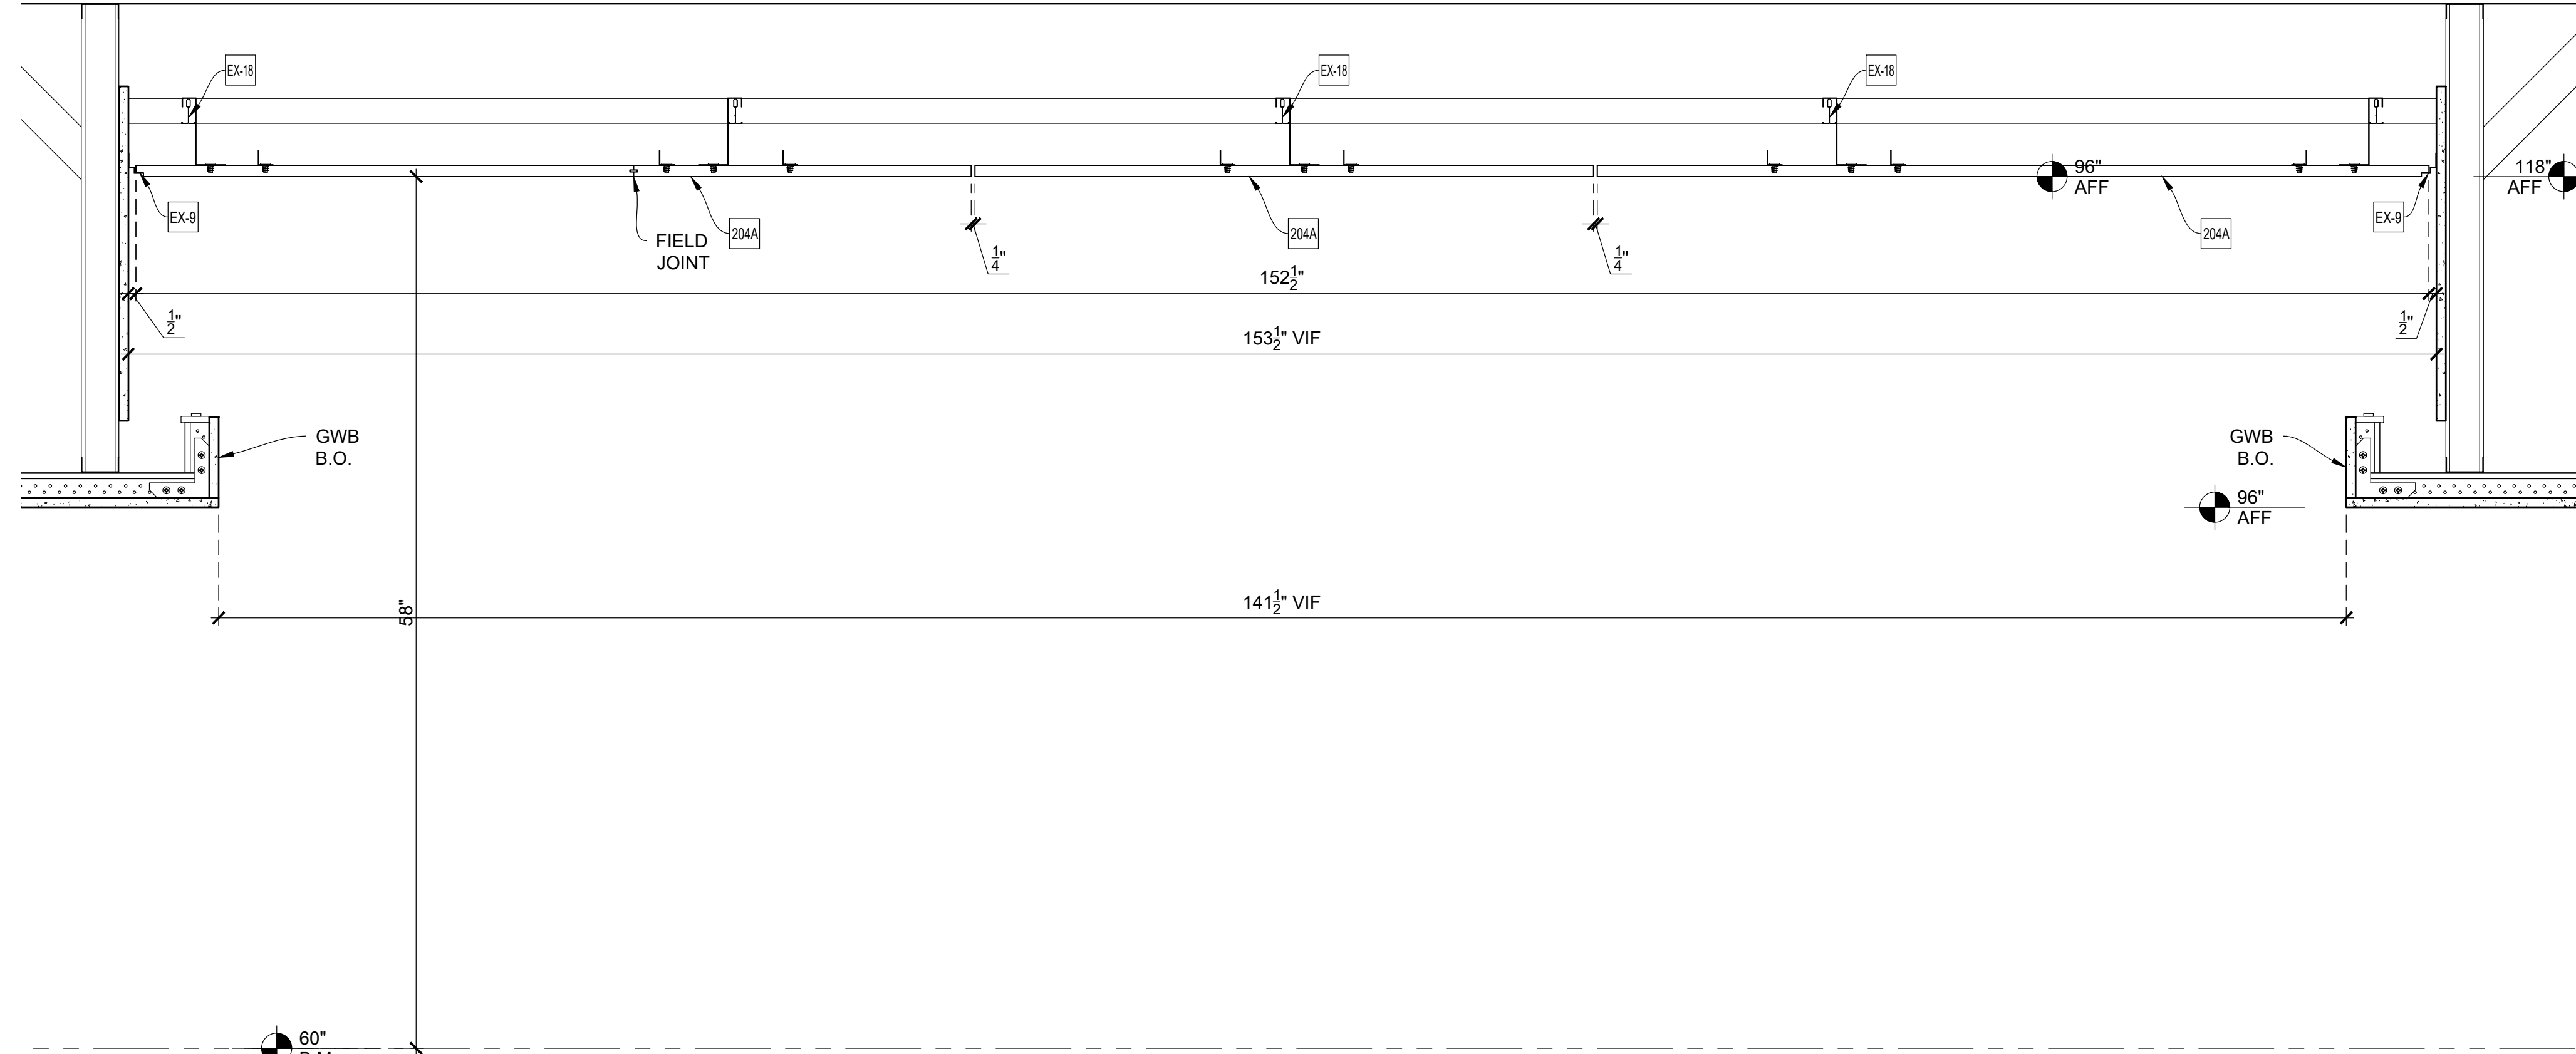 EX-18
EX-18
EX-18
96"
AFF
118"
AFF
EX-9
EX-9
204A
204A
204A
FIELD
JOINT
1/4"
1/4"
152 1/2"
1/2"
1/2"
153 1/2" VIF
GWB
B.O.
GWB
B.O.
96"
AFF
141 1/2" VIF
58"
60"